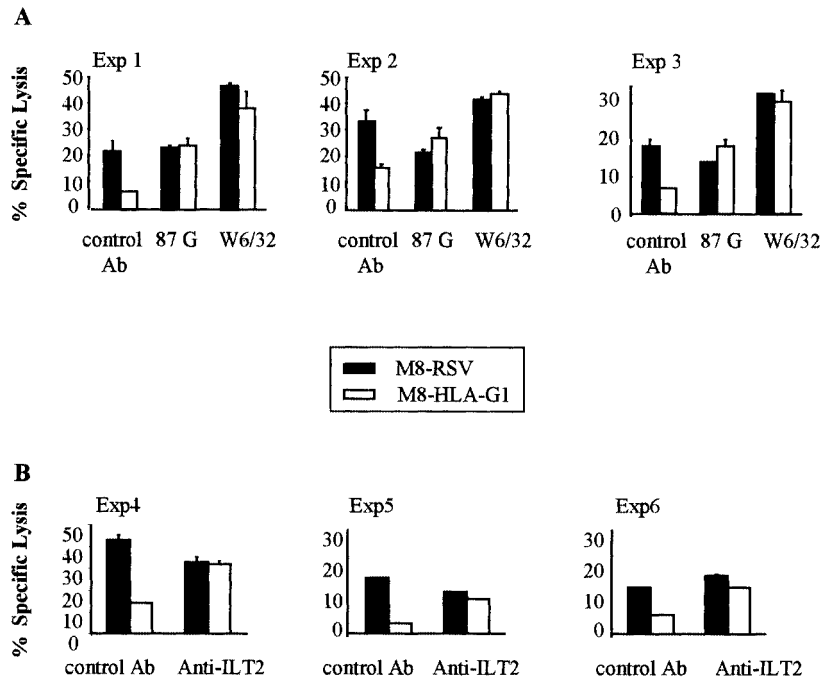 A
Exp 1
Exp 2
Exp 3
% Specific Lysis
50
40
30
20
10
0
50
40
30
20
10
0
30
20
10
0
control Ab
87 G
W6/32
control Ab
87 G
W6/32
control Ab
87 G
W6/32
M8-RSV
M8-HLA-G1
B
Exp4
Exp5
Exp6
% Specific Lysis
50
40
30
20
10
0
30
20
10
0
30
20
10
0
control Ab
Anti-ILT2
control Ab
Anti-ILT2
control Ab
Anti-ILT2